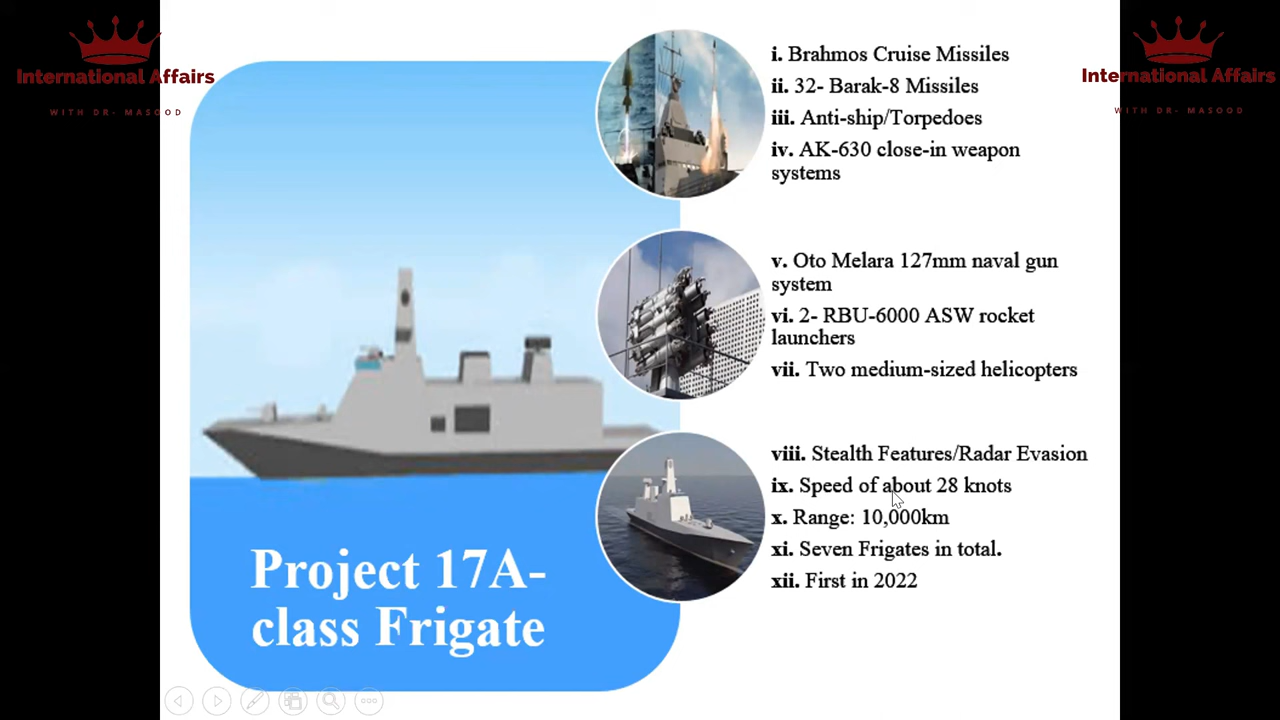 International Affairs
WITH DR- MASOOD
International Affairs
WITH DR- MASOOD
i. Brahmos Cruise Missiles
ii. 32- Barak-8 Missiles
iii. Anti-ship/Torpedoes
iv. AK-630 close-in weapon
systems
v. Oto Melara 127mm naval gun
system
vi. 2- RBU-6000 ASW rocket
launchers
vii. Two medium-sized helicopters
viii. Stealth Features/Radar Evasion
ix. Speed of about 28 knots
x. Range: 10,000km
xi. Seven Frigates in total.
xii. First in 2022
Project 17A-
class Frigate